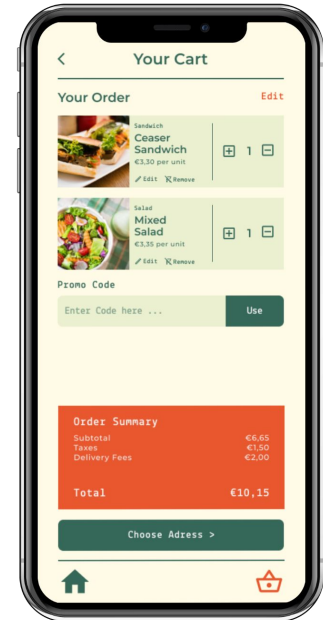 Your Cart
Your Order
Edit
Sandwich
Ceaser
Sandwich
€3,30 per unit
Edit Remove
1
Salad
Mixed
Salad
€3,35 per unit
Edit Remove
1
Promo Code
Enter Code here ...
Use
Order Summary
Subtotal €6,65
Taxes €1,50
Delivery Fees €2,00
Total €10,15
Choose Adress >